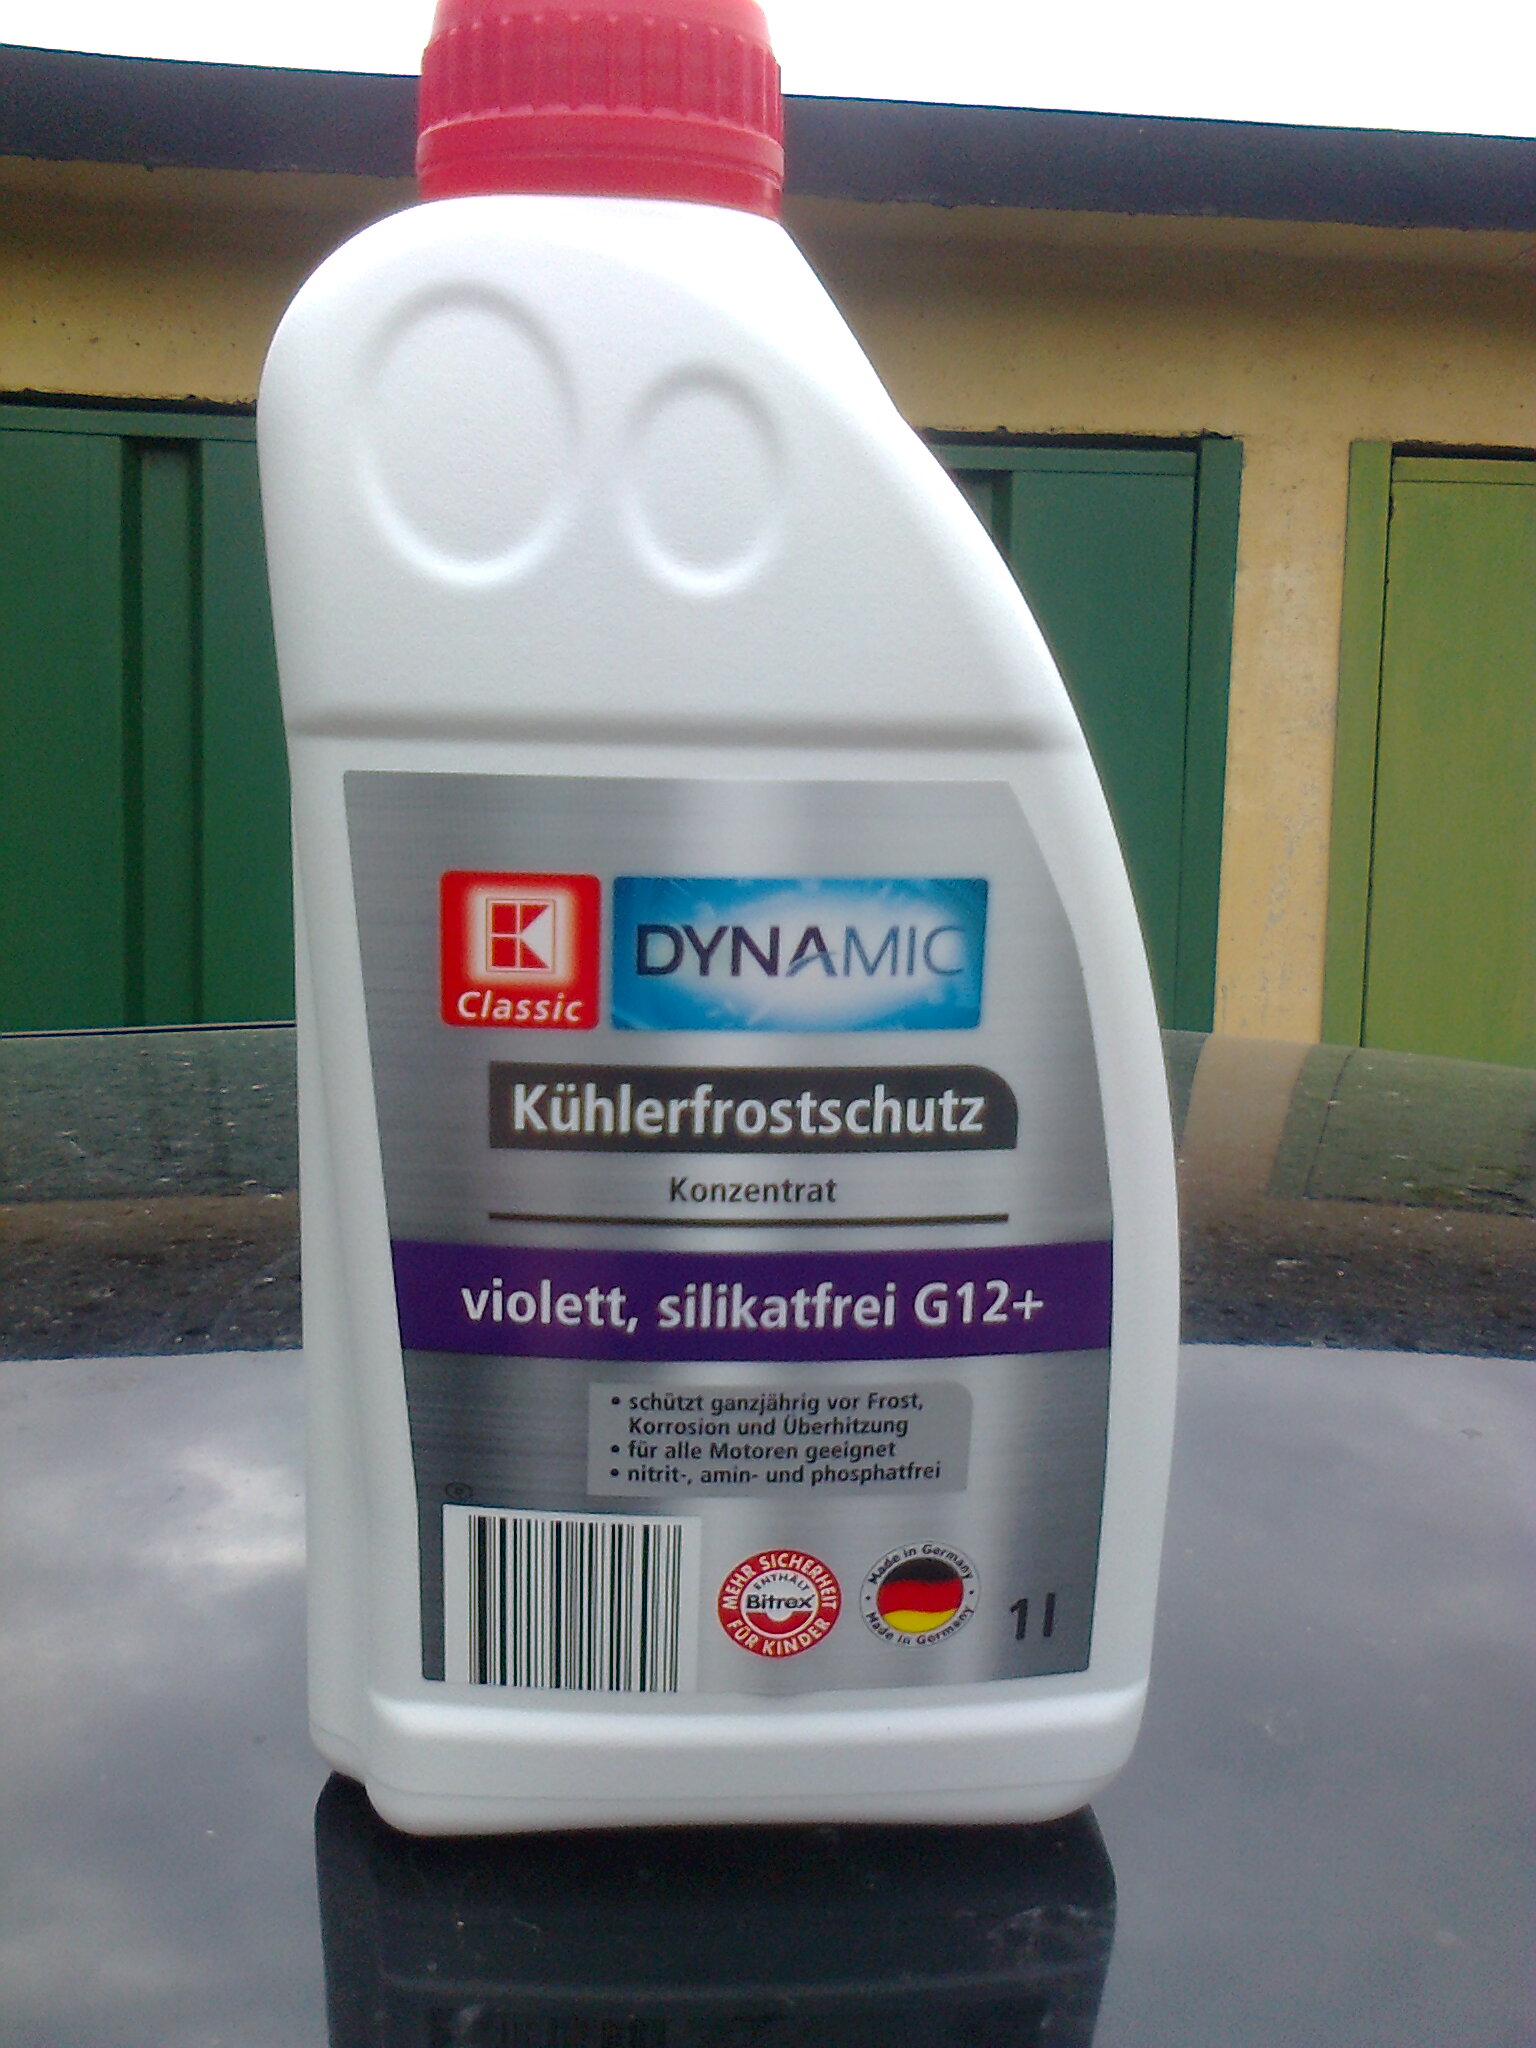 K
Classic
DYNAMIC
Kühlerfrostschutz
Konzentrat
violett, silikatfrei G12+
• schützt ganzjährig vor Frost,
Korrosion und Überhitzung
• für alle Motoren geeignet
• nitrit-, amin- und phosphatfrei
MEHR SICHERHEIT
ENTHÄLT
Bitrex
FÜR KINDER
Made in Germany
Made in Germany
1 l